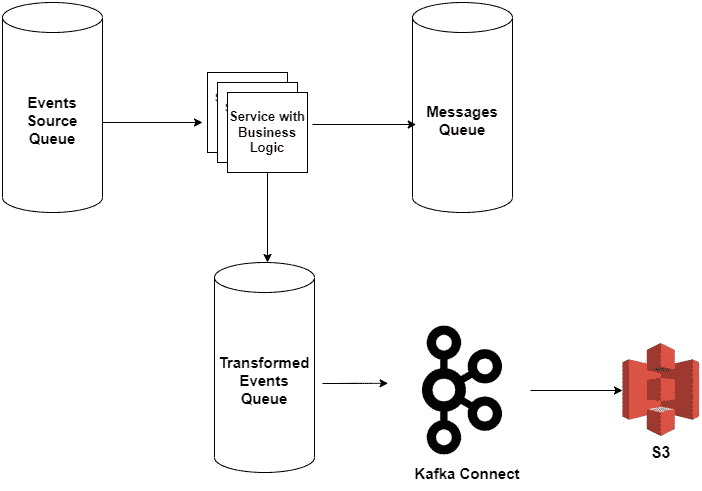 Events
Source
Queue
Service with
Business
Logic
Messages
Queue
Transformed
Events
Queue
Kafka Connect
S3